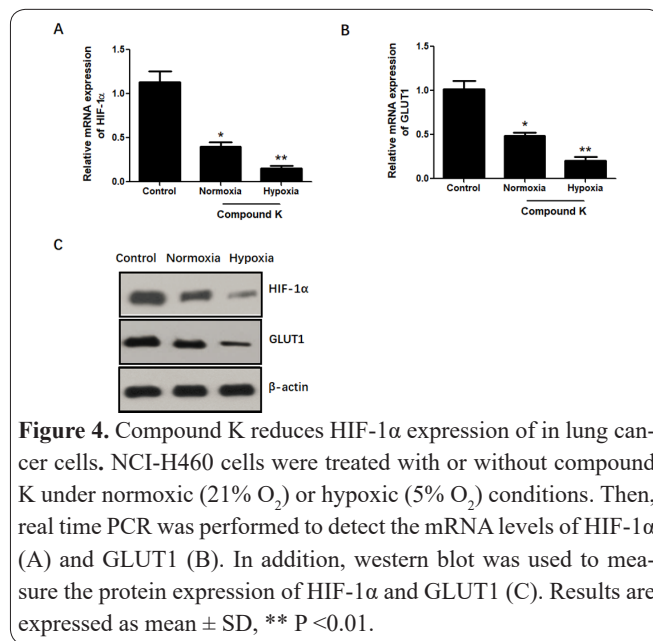 A
Relative mRNA expression
of HIF-1α
1.5
1.0
0.5
0.0
*
**
Control
Normoxia
Hypoxia
Compound K
B
Relative mRNA expression
of GLUT1
1.5
1.0
0.5
0.0
*
**
Control
Normoxia
Hypoxia
Compound K
C
Control Normoxia Hypoxia
HIF-1α
GLUT1
β-actin
Figure 4. Compound K reduces HIF-1α expression of in lung can-
cer cells. NCI-H460 cells were treated with or without compound
K under normoxic (21% O₂) or hypoxic (5% O₂) conditions. Then,
real time PCR was performed to detect the mRNA levels of HIF-1α
(A) and GLUT1 (B). In addition, western blot was used to mea-
sure the protein expression of HIF-1α and GLUT1 (C). Results are
expressed as mean ± SD, ** P <0.01.